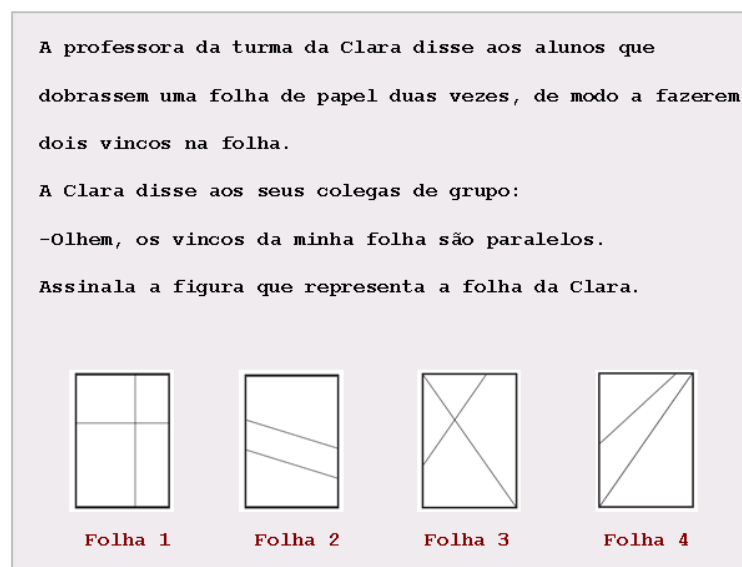 A professora da turma da Clara disse aos alunos que
dobrassem uma folha de papel duas vezes, de modo a fazerem
dois vincos na folha.
A Clara disse aos seus colegas de grupo:
-Olhem, os vincos da minha folha são paralelos.
Assinala a figura que representa a folha da Clara.
Folha 1 Folha 2 Folha 3 Folha 4